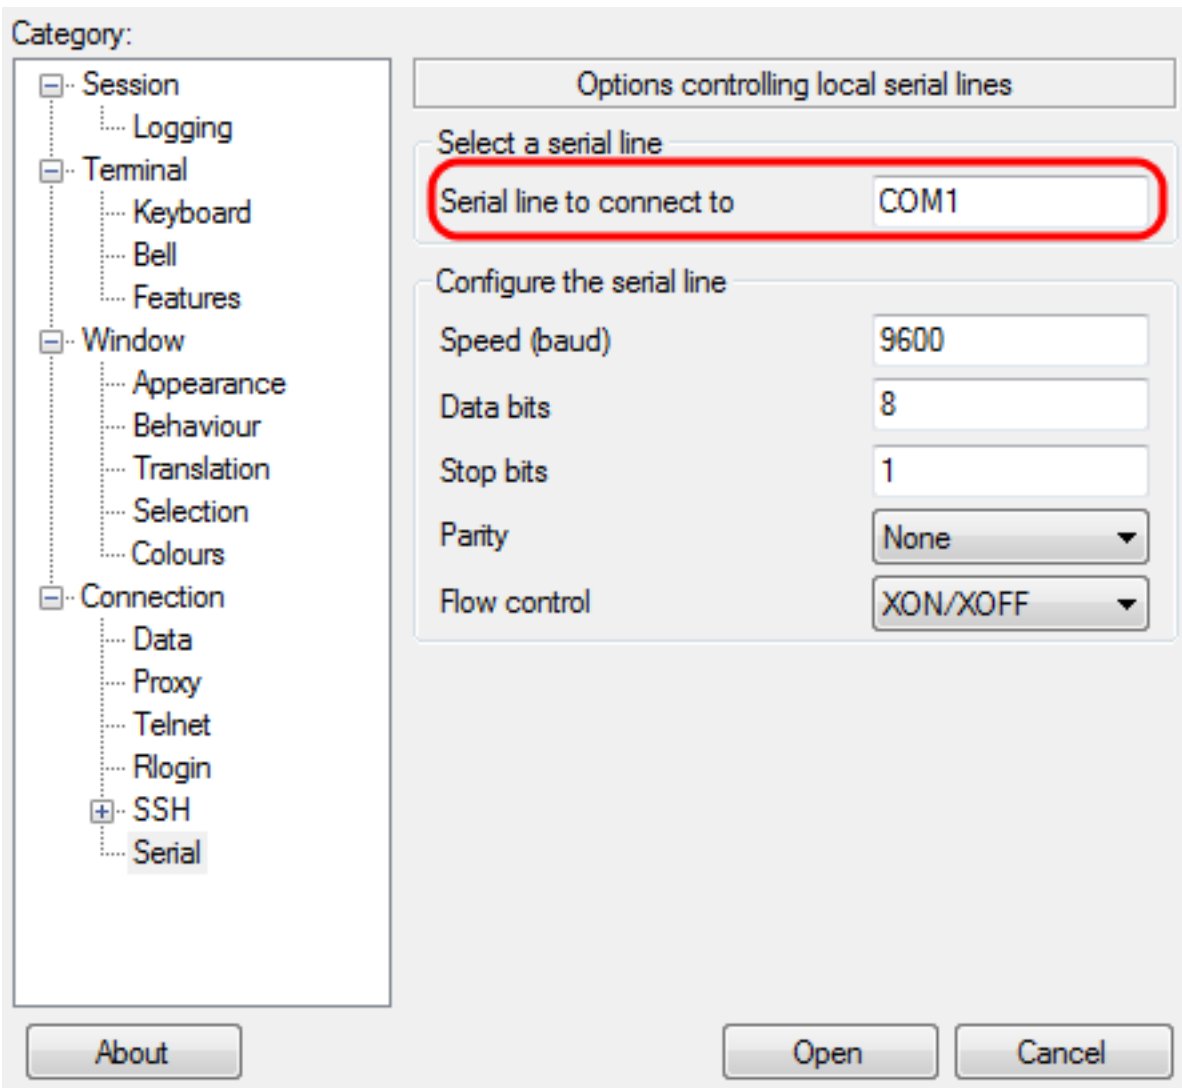 Category:
Session
Logging
Terminal
Keyboard
Bell
Features
Window
Appearance
Behaviour
Translation
Selection
Colours
Connection
Data
Proxy
Telnet
Rlogin
SSH
Serial
Options controlling local serial lines
Select a serial line
Serial line to connect to COM1
Configure the serial line
Speed (baud) 9600
Data bits 8
Stop bits 1
Parity None
Flow control XON/XOFF
About Open Cancel